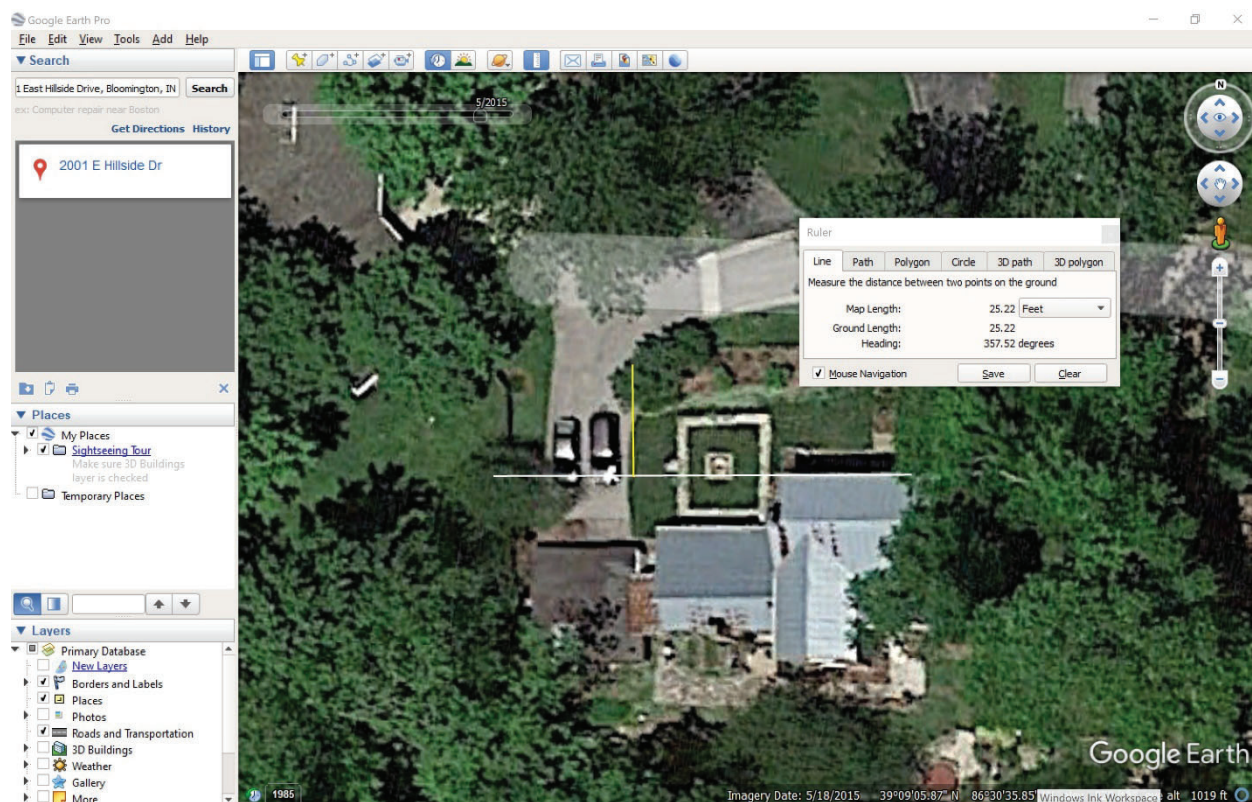 Google Earth Pro
File Edit View Tools Add Help
Search
1 East Hillside Drive, Bloomington, IN Search
ex: Computer repair near Boston
Get Directions History
2001 E Hillside Dr
Places
My Places
Sightseeing Tour
Make sure 3D Buildings
layer is checked
Temporary Places
Layers
Primary Database
New Layers
Borders and Labels
Places
Photos
Roads and Transportation
3D Buildings
Weather
Gallery
More
5/2015
N
Ruler
Line Path Polygon Circle 3D path 3D polygon
Measure the distance between two points on the ground
Map Length: 25.22 Feet
Ground Length: 25.22
Heading: 357.52 degrees
Mouse Navigation Save Clear
Google Earth
1985
Imagery Date: 5/18/2015 39°09'05.87" N 86°30'35.85" Windows Ink Workspace alt 1019 ft